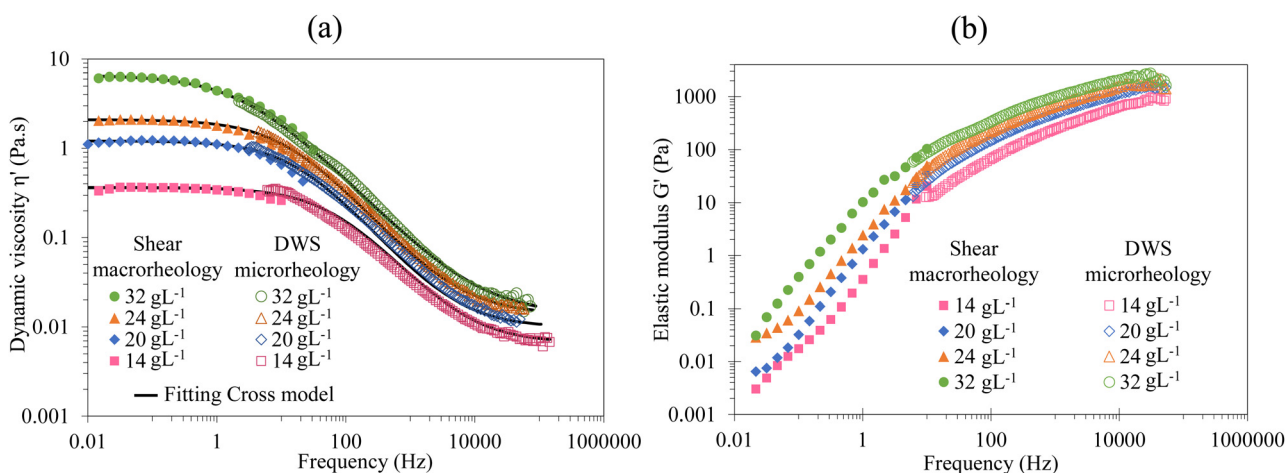 (a)
Dynamic viscosity η' (Pa.s)
10
1
0.1
0.01
0.001
Shear macrorheology
32 gL⁻¹
24 gL⁻¹
20 gL⁻¹
14 gL⁻¹
DWS microrheology
32 gL⁻¹
24 gL⁻¹
20 gL⁻¹
14 gL⁻¹
Fitting Cross model
0.01 1 100 10000 1000000
Frequency (Hz)
(b)
Elastic modulus G' (Pa)
1000
100
10
1
0.1
0.01
0.001
Shear macrorheology
14 gL⁻¹
20 gL⁻¹
24 gL⁻¹
32 gL⁻¹
DWS microrheology
14 gL⁻¹
20 gL⁻¹
24 gL⁻¹
32 gL⁻¹
0.01 1 100 10000 1000000
Frequency (Hz)